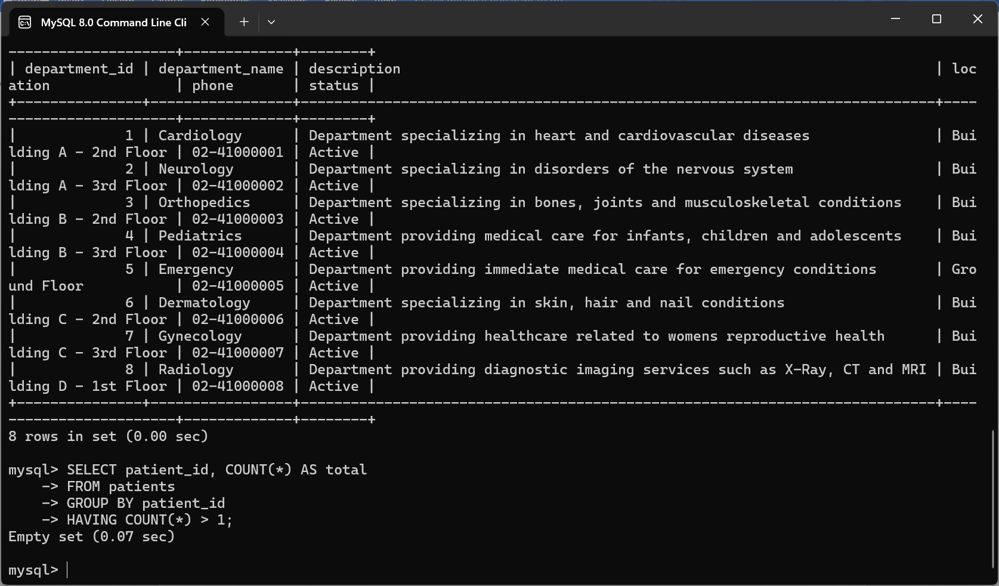 MySQL 8.0 Command Line Cli
--------------------+-------------+--------+
| department_id | department_name | description                                                                | loc
ation               | phone       | status |
+---------------+-----------------+----------------------------------------------------------------------------+----
--------------------+-------------+--------+
|             1 | Cardiology      | Department specializing in heart and cardiovascular diseases               | Bui
lding A - 2nd Floor | 02-41000001 | Active |
|             2 | Neurology       | Department specializing in disorders of the nervous system                 | Bui
lding A - 3rd Floor | 02-41000002 | Active |
|             3 | Orthopedics     | Department specializing in bones, joints and musculoskeletal conditions    | Bui
lding B - 2nd Floor | 02-41000003 | Active |
|             4 | Pediatrics      | Department providing medical care for infants, children and adolescents    | Bui
lding B - 3rd Floor | 02-41000004 | Active |
|             5 | Emergency       | Department providing immediate medical care for emergency conditions       | Gro
und Floor           | 02-41000005 | Active |
|             6 | Dermatology     | Department specializing in skin, hair and nail conditions                  | Bui
lding C - 2nd Floor | 02-41000006 | Active |
|             7 | Gynecology      | Department providing healthcare related to womens reproductive health      | Bui
lding C - 3rd Floor | 02-41000007 | Active |
|             8 | Radiology       | Department providing diagnostic imaging services such as X-Ray, CT and MRI | Bui
lding D - 1st Floor | 02-41000008 | Active |
+---------------+-----------------+----------------------------------------------------------------------------+----
--------------------+-------------+--------+
8 rows in set (0.00 sec)
mysql> SELECT patient_id, COUNT(*) AS total
    -> FROM patients
    -> GROUP BY patient_id
    -> HAVING COUNT(*) > 1;
Empty set (0.07 sec)
mysql>